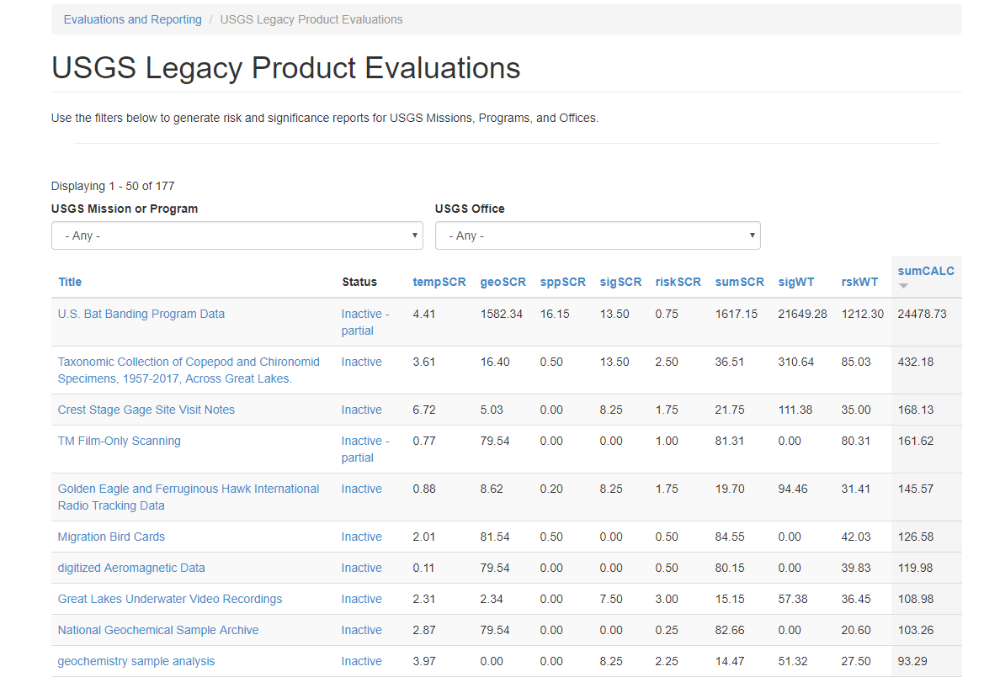 Evaluations and Reporting / USGS Legacy Product Evaluations
USGS Legacy Product Evaluations
Use the filters below to generate risk and significance reports for USGS Missions, Programs, and Offices.
Displaying 1 - 50 of 177
USGS Mission or Program USGS Office
- Any - - Any -
Title Status tempSCR geoSCR sppSCR sigSCR riskSCR sumSCR sigWT rskWT sumCALC
U.S. Bat Banding Program Data Inactive - 4.41 1582.34 16.15 13.50 0.75 1617.15 21649.28 1212.30 24478.73
partial
Taxonomic Collection of Copepod and Chironomid Inactive 3.61 16.40 0.50 13.50 2.50 36.51 310.64 85.03 432.18
Specimens, 1957-2017, Across Great Lakes.
Crest Stage Gage Site Visit Notes Inactive 6.72 5.03 0.00 8.25 1.75 21.75 111.38 35.00 168.13
TM Film-Only Scanning Inactive - 0.77 79.54 0.00 0.00 1.00 81.31 0.00 80.31 161.62
partial
Golden Eagle and Ferruginous Hawk International Inactive 0.88 8.62 0.20 8.25 1.75 19.70 94.46 31.41 145.57
Radio Tracking Data
Migration Bird Cards Inactive 2.01 81.54 0.50 0.00 0.50 84.55 0.00 42.03 126.58
digitized Aeromagnetic Data Inactive 0.11 79.54 0.00 0.00 0.50 80.15 0.00 39.83 119.98
Great Lakes Underwater Video Recordings Inactive 2.31 2.34 0.00 7.50 3.00 15.15 57.38 36.45 108.98
National Geochemical Sample Archive Inactive 2.87 79.54 0.00 0.00 0.25 82.66 0.00 20.60 103.26
geochemistry sample analysis Inactive 3.97 0.00 0.00 8.25 2.25 14.47 51.32 27.50 93.29